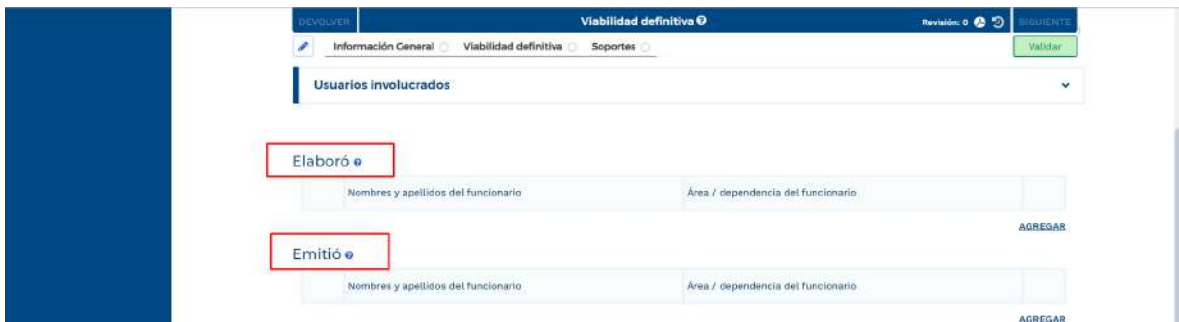 DEVOLVER Viabilidad definitiva Revisión: 0 SIGUIENTE
Información General Viabilidad definitiva Soportes Validar
Usuarios involucrados
Elaboró
Nombres y apellidos del funcionario Área / dependencia del funcionario
AGREGAR
Emitió
Nombres y apellidos del funcionario Área / dependencia del funcionario
AGREGAR